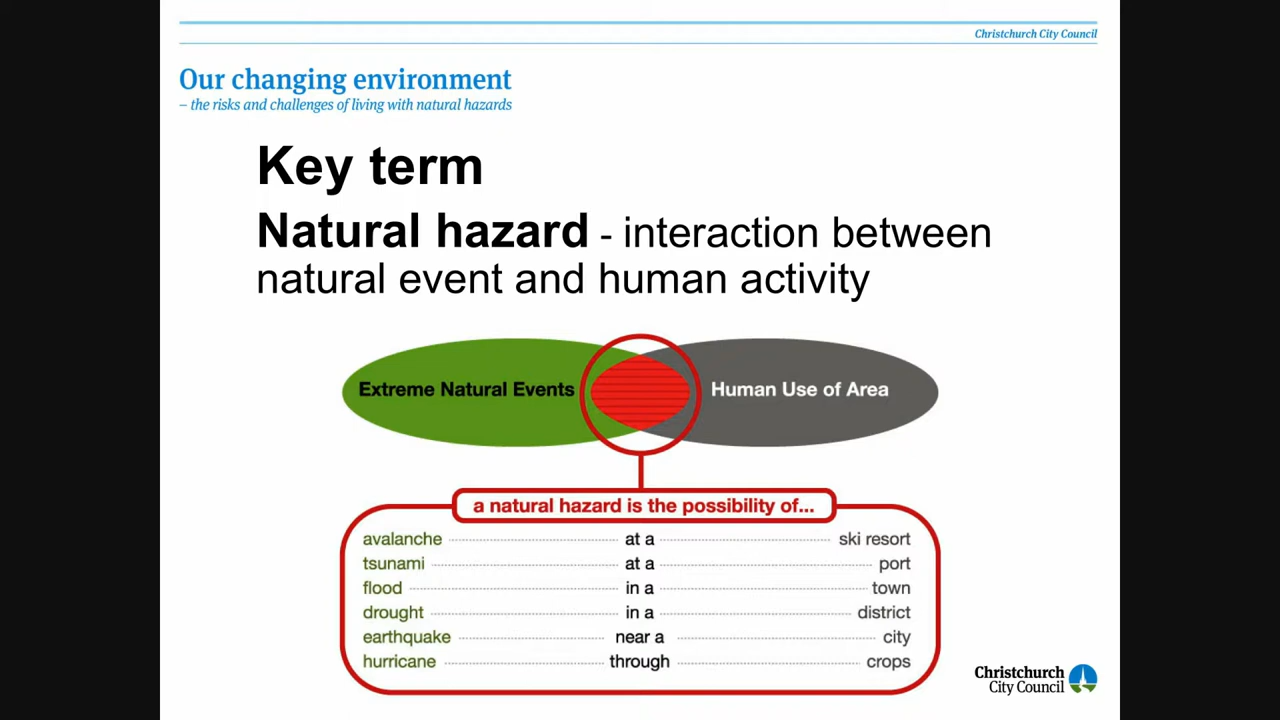 Christchurch City Council
Our changing environment
– the risks and challenges of living with natural hazards
Key term
Natural hazard - interaction between
natural event and human activity
Extreme Natural Events
Human Use of Area
a natural hazard is the possibility of...
avalanche at a ski resort
tsunami at a port
flood in a town
drought in a district
earthquake near a city
hurricane through crops
Christchurch
City Council